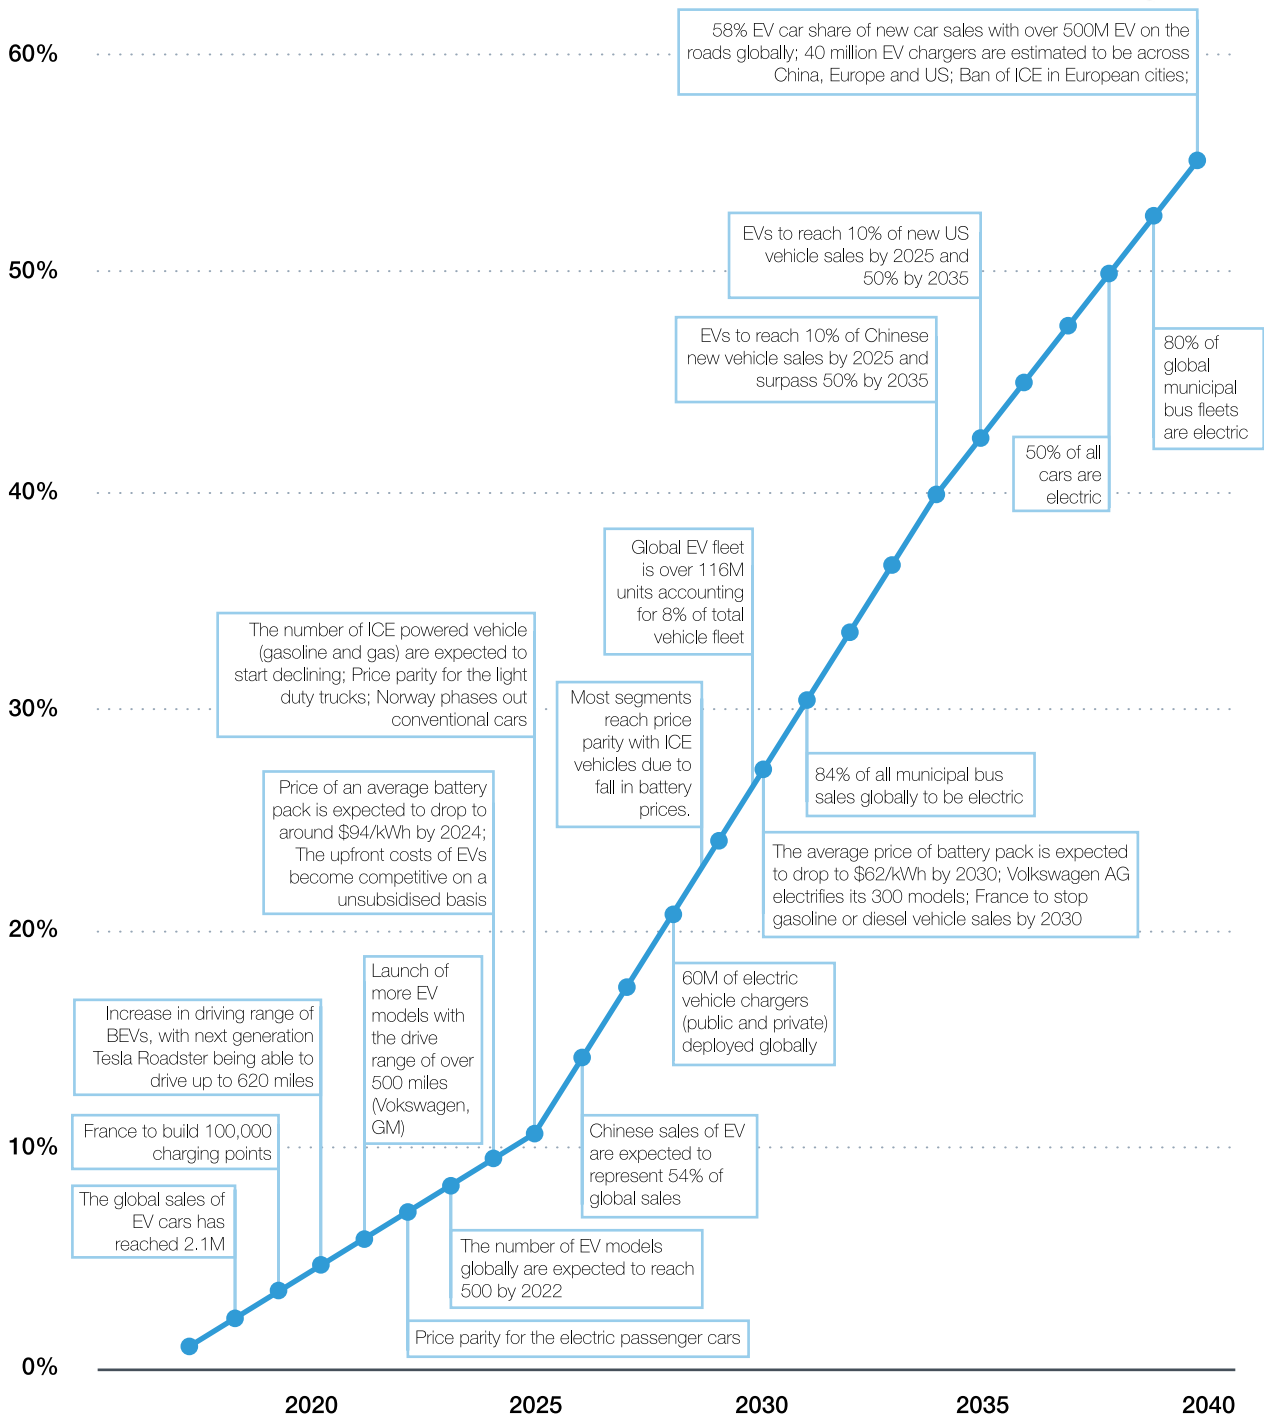 58% EV car share of new car sales with over 500M EV on the
roads globally; 40 million EV chargers are estimated to be across
China, Europe and US; Ban of ICE in European cities;
60%
EVs to reach 10% of new US
vehicle sales by 2025 and
50% by 2035
50%
EVs to reach 10% of Chinese
new vehicle sales by 2025 and
surpass 50% by 2035
80% of
global
municipal
bus fleets
are electric
50% of all
cars are
electric
40%
Global EV fleet
is over 116M
units accounting
for 8% of total
vehicle fleet
The number of ICE powered vehicle
(gasoline and gas) are expected to
start declining; Price parity for the light
duty trucks; Norway phases out
conventional cars
30%
Most segments
reach price
parity with ICE
vehicles due to
fall in battery
prices.
84% of all municipal bus
sales globally to be electric
Price of an average battery
pack is expected to drop to
around $94/kWh by 2024;
The upfront costs of EVs
become competitive on a
unsubsidised basis
The average price of battery pack is expected
to drop to $62/kWh by 2030; Volkswagen AG
electrifies its 300 models; France to stop
gasoline or diesel vehicle sales by 2030
20%
Launch of
more EV
models with
the drive
range of over
500 miles
(Vokswagen,
GM)
60M of electric
vehicle chargers
(public and private)
deployed globally
Increase in driving range of
BEVs, with next generation
Tesla Roadster being able to
drive up to 620 miles
France to build 100,000
charging points
10%
Chinese sales of EV
are expected to
represent 54% of
global sales
The global sales of
EV cars has
reached 2.1M
The number of EV models
globally are expected to reach
500 by 2022
Price parity for the electric passenger cars
0%
2020
2025
2030
2035
2040